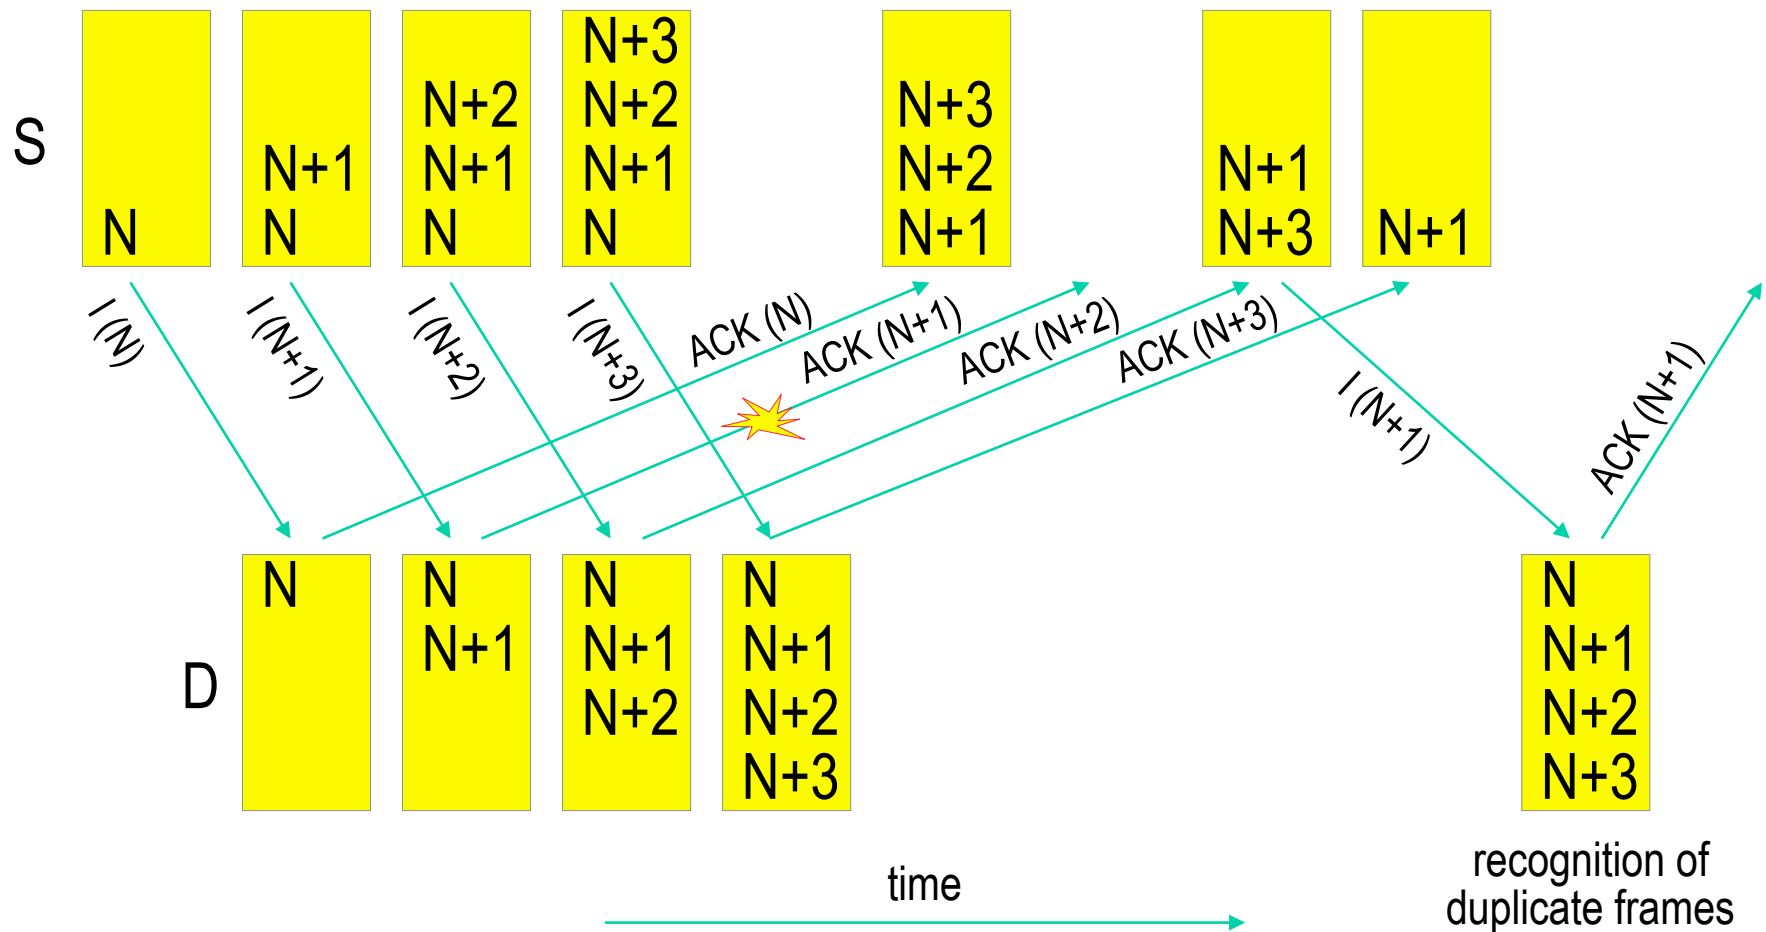 S
N
N+1
N
N+2
N+1
N
N+3
N+2
N+1
N
N+3
N+2
N+1
N+1
N+3
N+1
I (N)
I (N+1)
I (N+2)
I (N+3)
ACK (N)
ACK (N+1)
ACK (N+2)
ACK (N+3)
I (N+1)
ACK (N+1)
D
N
N
N+1
N
N+1
N+2
N
N+1
N+2
N+3
N
N+1
N+2
N+3
time
recognition of
duplicate frames